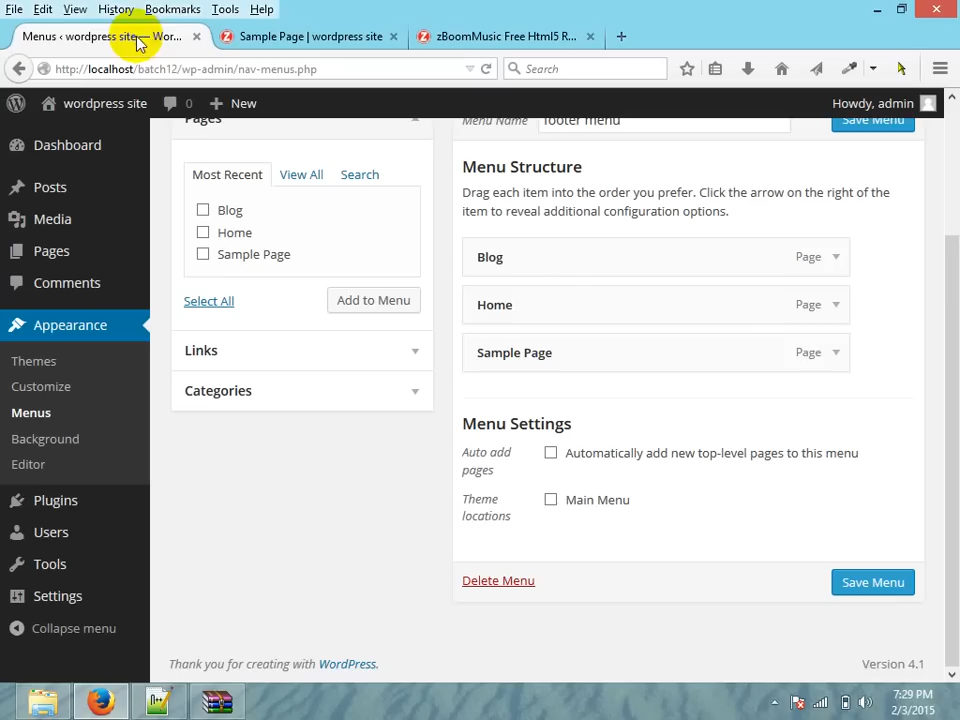 File Edit View History Bookmarks Tools Help
Menus ‹ wordpress site — Wor... Sample Page | wordpress site zBoomMusic Free Html5 R...
http://localhost/batch12/wp-admin/nav-menus.php Search
wordpress site 0 New Howdy, admin
Pages Menu Name footer menu Save Menu
Dashboard
Posts
Media
Pages
Comments
Appearance
Themes
Customize
Menus
Background
Editor
Plugins
Users
Tools
Settings
Collapse menu
Most Recent View All Search
Blog
Home
Sample Page
Select All Add to Menu
Links
Categories
Menu Structure
Drag each item into the order you prefer. Click the arrow on the right of the
item to reveal additional configuration options.
Blog Page
Home Page
Sample Page Page
Menu Settings
Auto add
pages
Automatically add new top-level pages to this menu
Theme
locations
Main Menu
Delete Menu Save Menu
Thank you for creating with WordPress. Version 4.1
7:29 PM
2/3/2015